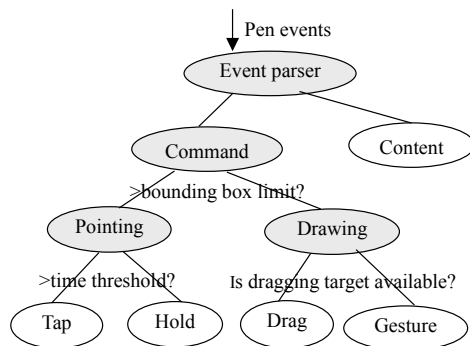 Pen events
Event parser
Command
Content
>bounding box limit?
Pointing
Drawing
>time threshold?
Is dragging target available?
Tap
Hold
Drag
Gesture